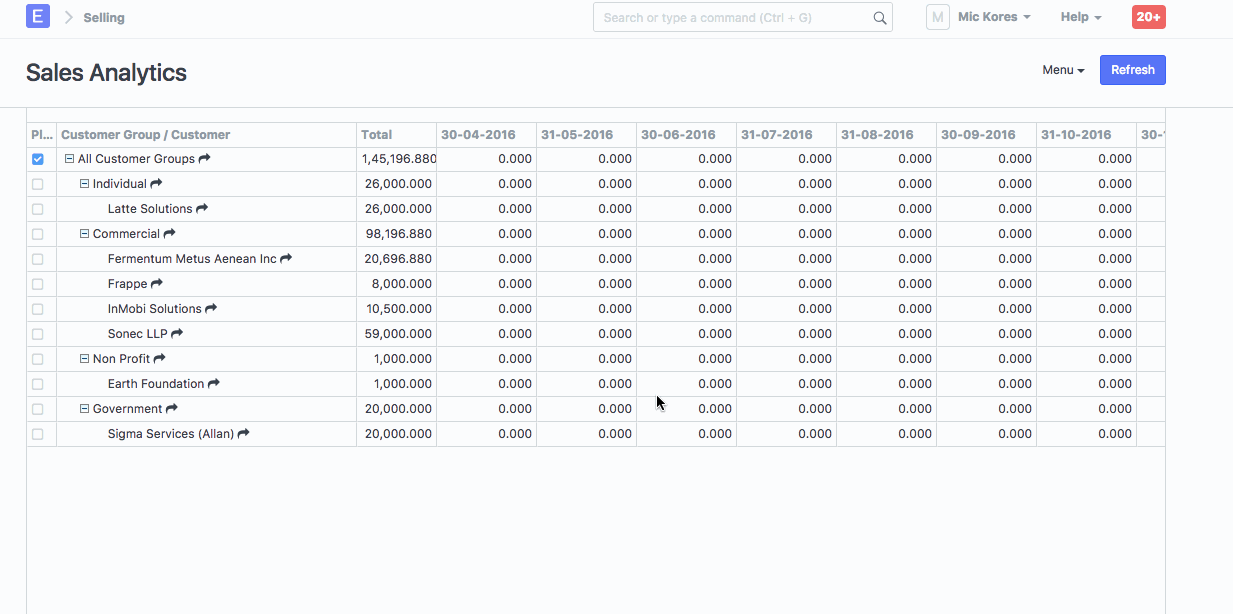 E Selling Search or type a command (Ctrl + G) M Mic Kores Help 20+
Sales Analytics Menu Refresh
Pl... Customer Group / Customer Total 30-04-2016 31-05-2016 30-06-2016 31-07-2016 31-08-2016 30-09-2016 31-10-2016 30-
All Customer Groups 1,45,196.880 0.000 0.000 0.000 0.000 0.000 0.000 0.000
Individual 26,000.000 0.000 0.000 0.000 0.000 0.000 0.000 0.000
Latte Solutions 26,000.000 0.000 0.000 0.000 0.000 0.000 0.000 0.000
Commercial 98,196.880 0.000 0.000 0.000 0.000 0.000 0.000 0.000
Fermentum Metus Aenean Inc 20,696.880 0.000 0.000 0.000 0.000 0.000 0.000 0.000
Frappe 8,000.000 0.000 0.000 0.000 0.000 0.000 0.000 0.000
InMobi Solutions 10,500.000 0.000 0.000 0.000 0.000 0.000 0.000 0.000
Sonec LLP 59,000.000 0.000 0.000 0.000 0.000 0.000 0.000 0.000
Non Profit 1,000.000 0.000 0.000 0.000 0.000 0.000 0.000 0.000
Earth Foundation 1,000.000 0.000 0.000 0.000 0.000 0.000 0.000 0.000
Government 20,000.000 0.000 0.000 0.000 0.000 0.000 0.000 0.000
Sigma Services (Allan) 20,000.000 0.000 0.000 0.000 0.000 0.000 0.000 0.000